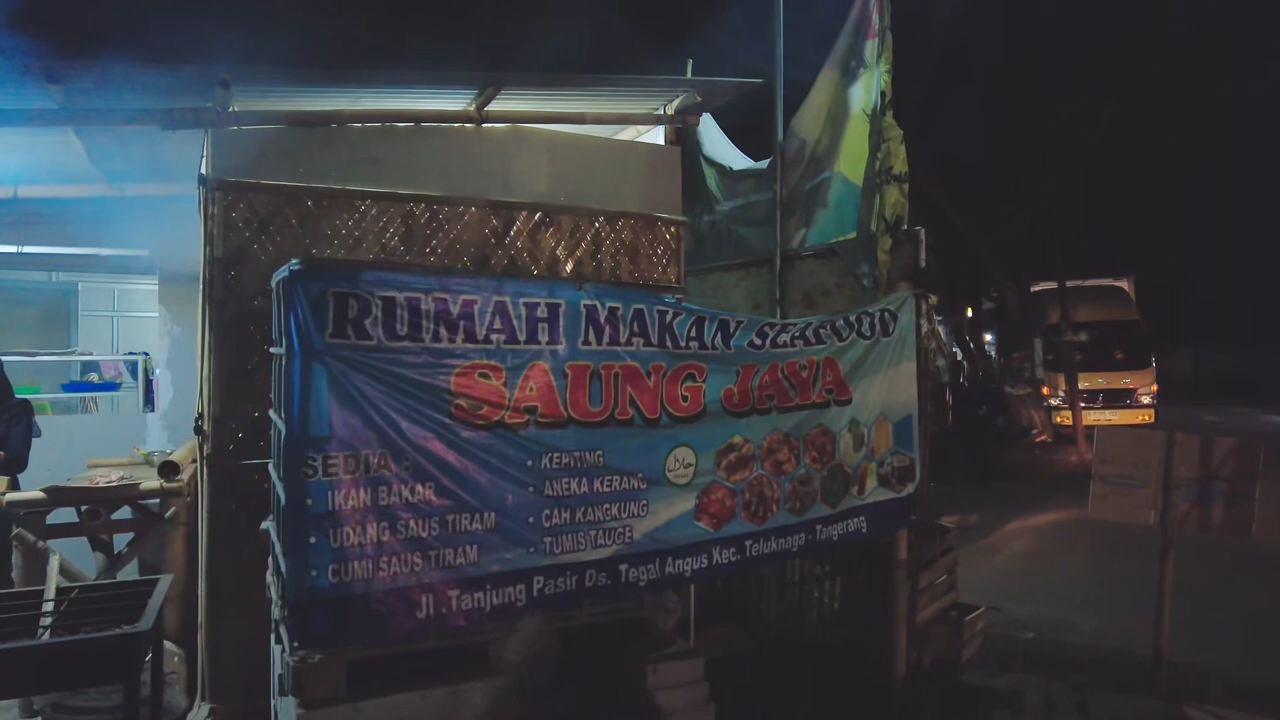 RUMAH MAKAN SEAFOOD
SAUNG JAYA
SEDIA :
• IKAN BAKAR
• UDANG SAUS TIRAM
• CUMI SAUS TIRAM
• KEPITING
• ANEKA KERANG
• CAH KANGKUNG
• TUMIS TAUGE
حلال
Jl .Tanjung Pasir Ds. Tegal Angus Kec. Teluknaga - Tangerang